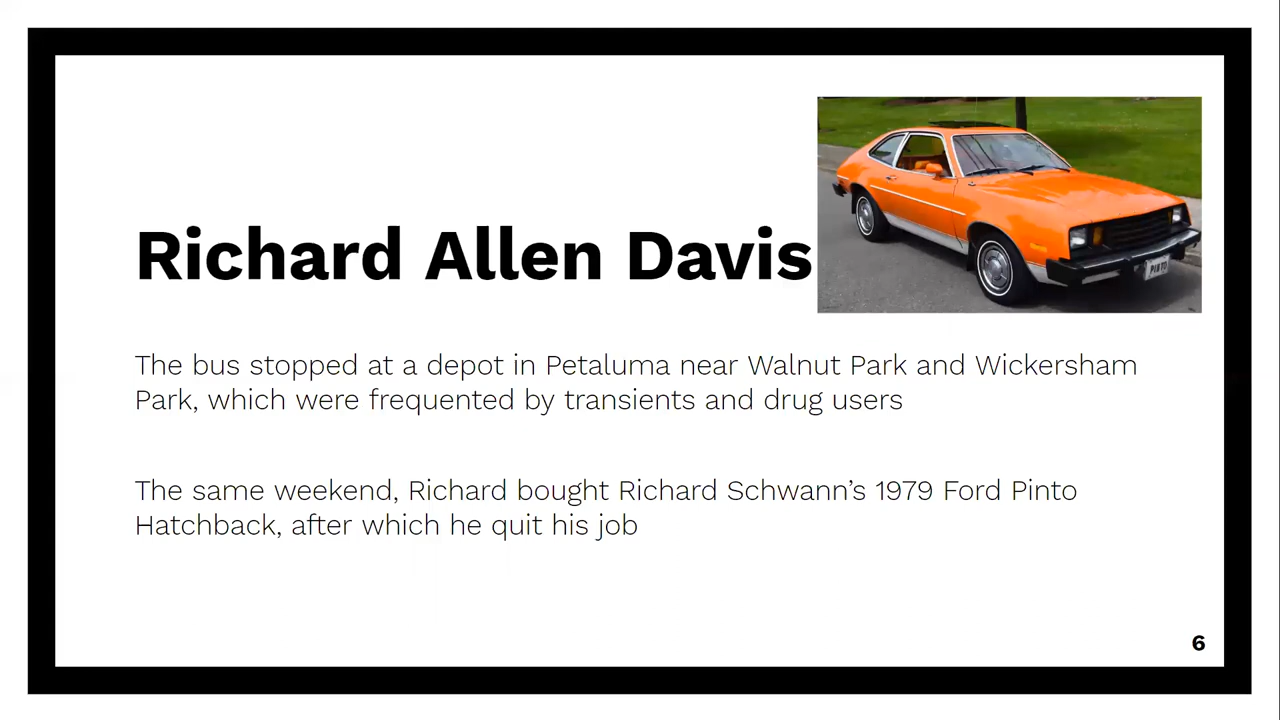 Richard Allen Davis
PINTO
The bus stopped at a depot in Petaluma near Walnut Park and Wickersham
Park, which were frequented by transients and drug users
The same weekend, Richard bought Richard Schwann’s 1979 Ford Pinto
Hatchback, after which he quit his job
6